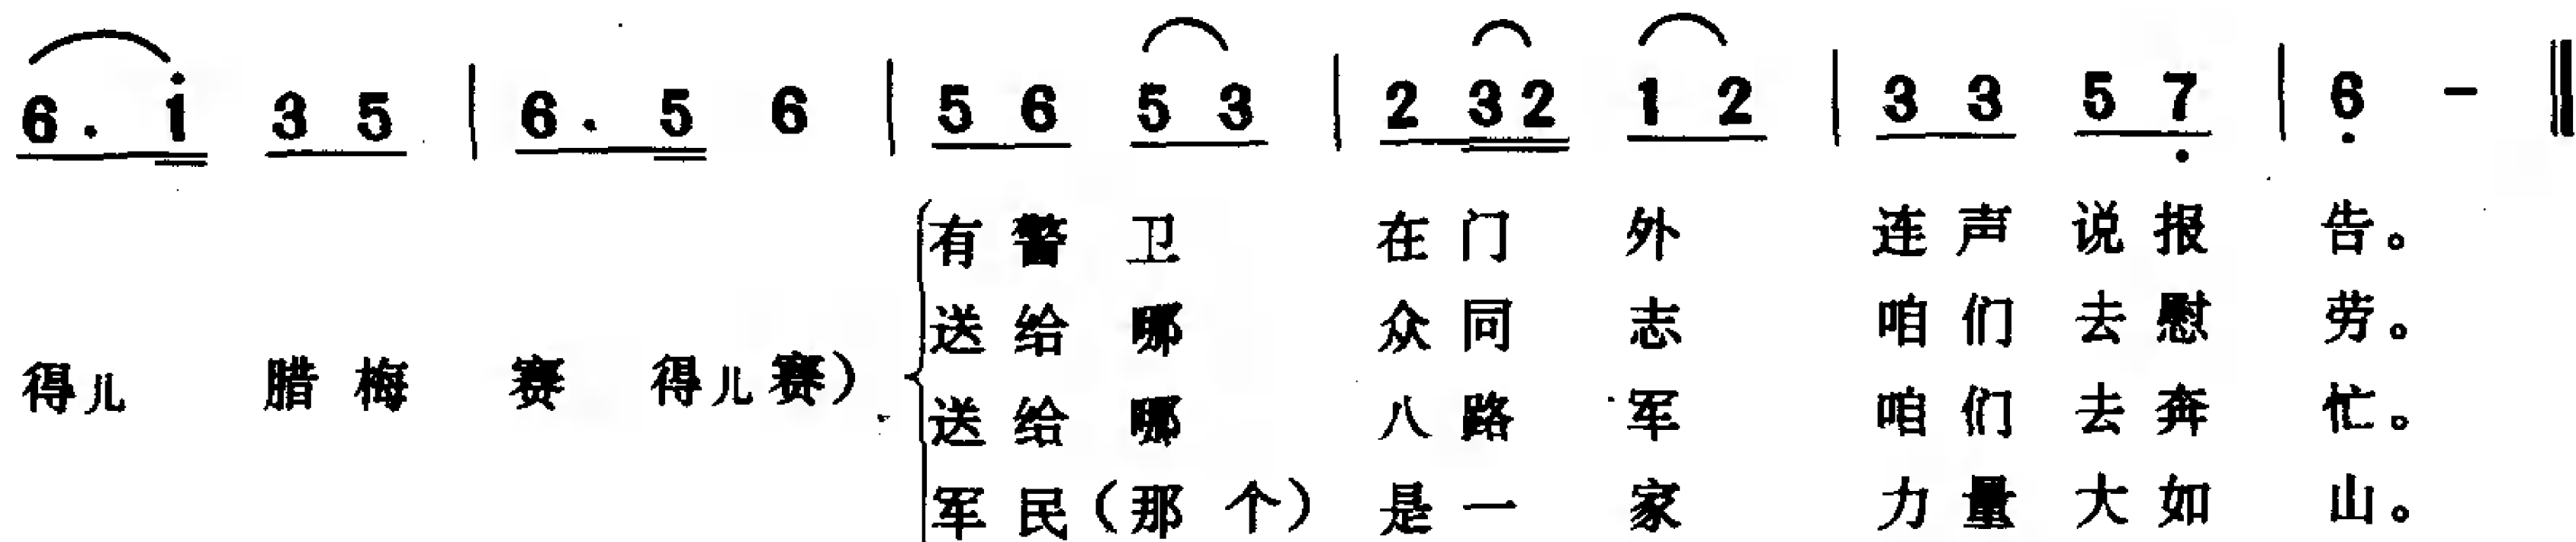 6. i 3 5 | 6. 5 6 | 5 6 5 3 | 2 3 2 1 2 | 3 3 5 7 | 6 - ‖
有警卫 在门外 连声说报告。
送给哪 众同志 咱们去慰劳。
得儿 腊梅 赛 得儿赛）
送给哪 八路军 咱们去奔忙。
军民（那个）是一家 力量大如山。